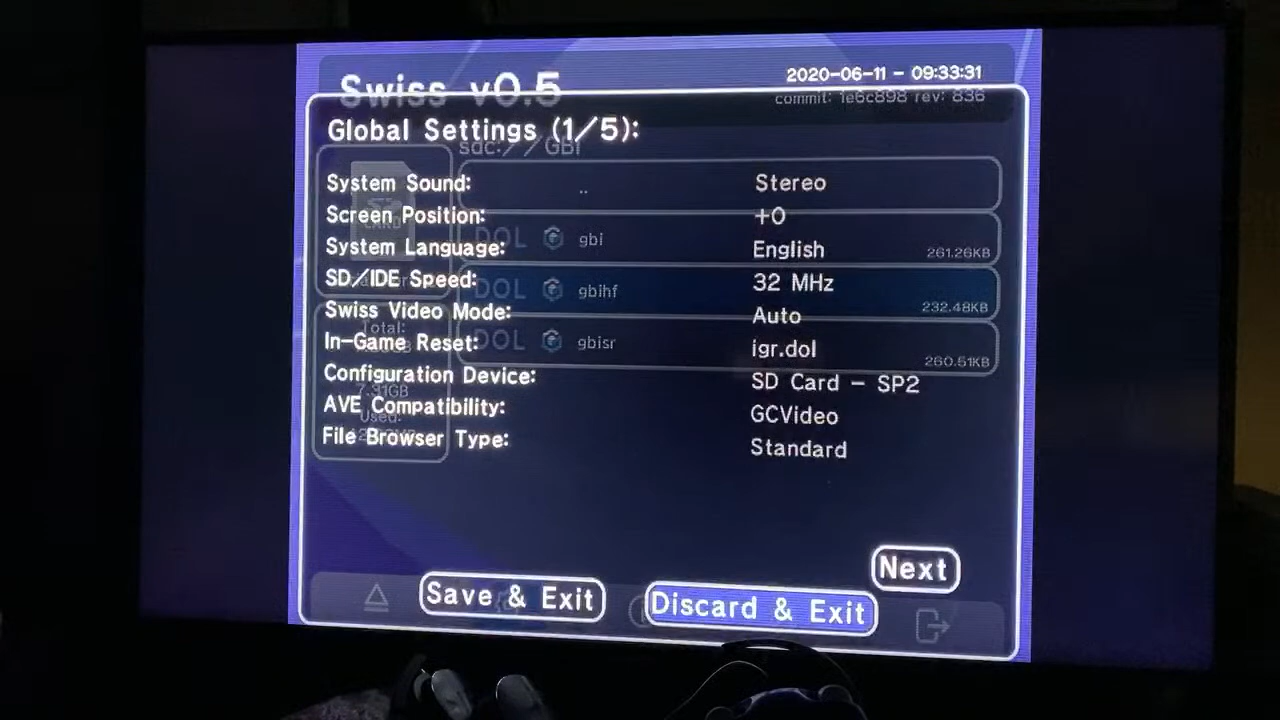 Swiss v0.5
2020-06-11 - 09:33:31
commit: 1e6c898 rev: 836
Global Settings (1/5):
sdc://GBI
System Sound: Stereo
..
Screen Position: +0
DOL gbi 261.26KB
System Language: English
SD/IDE Speed: 32 MHz
DOL gbihf 232.48KB
Swiss Video Mode: Auto
Total:
In-Game Reset: igr.dol
DOL gbisr 260.51KB
Configuration Device: SD Card - SP2
7.31GB
AVE Compatibility: GCVideo
Used:
File Browser Type: Standard
Next
Save & Exit
Discard & Exit